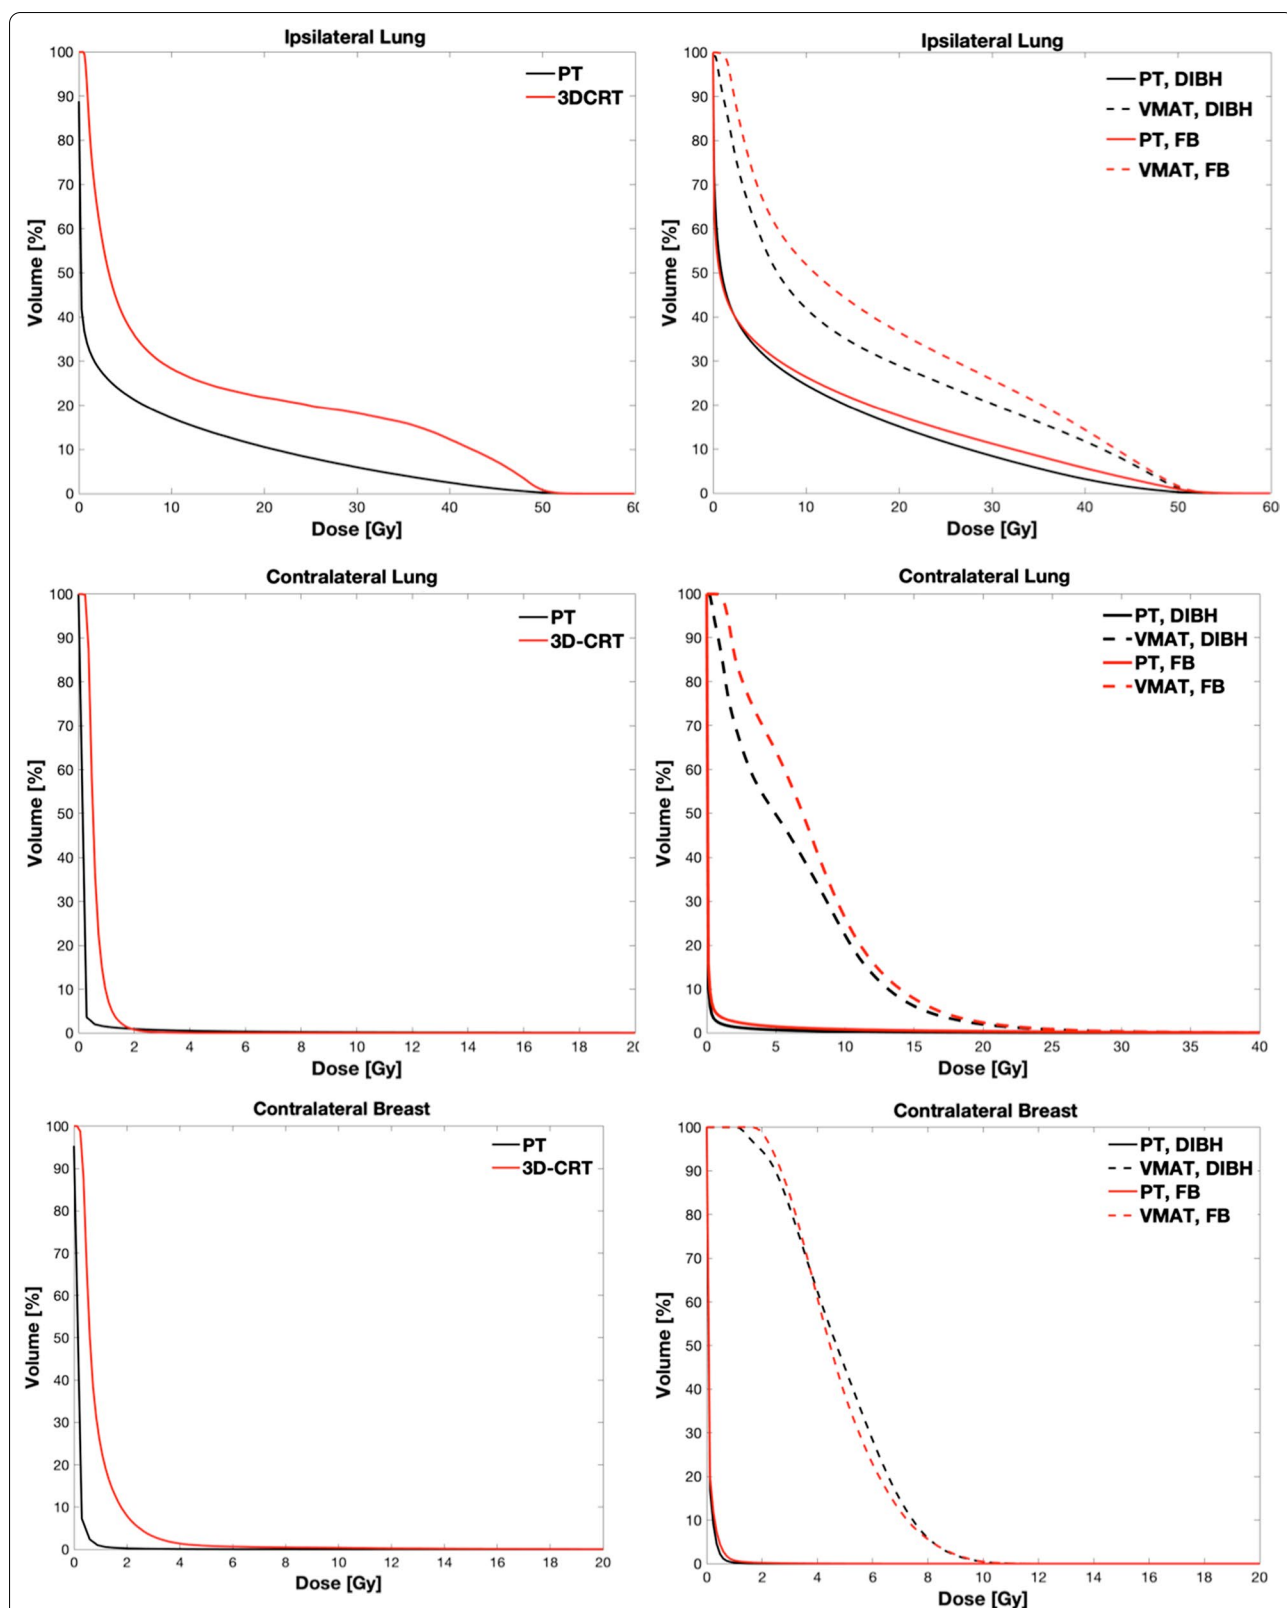 Ipsilateral Lung
100
90
80
70
60
50
40
30
20
10
0
Volume [%]
PT
3DCRT
0 10 20 30 40 50
Dose [Gy]
Ipsilateral Lung
100
90
80
70
60
50
40
30
20
10
0
Volume [%]
PT, DIBH
VMAT, DIBH
PT, FB
VMAT, FB
0 10 20 30 40 50 60
Dose [Gy]
Contralateral Lung
100
90
80
70
60
50
40
30
20
10
0
Volume [%]
PT
3D-CRT
0 2 4 6 8 10 12 14 16 18
Dose [Gy]
Contralateral Lung
100
90
80
70
60
50
40
30
20
10
0
Volume [%]
PT, DIBH
VMAT, DIBH
PT, FB
VMAT, FB
0 5 10 15 20 25 30 35 40
Dose [Gy]
Contralateral Breast
100
90
80
70
60
50
40
30
20
10
0
Volume [%]
PT
3D-CRT
0 2 4 6 8 10 12 14 16 18 20
Dose [Gy]
Contralateral Breast
100
90
80
70
60
50
40
30
20
10
0
Volume [%]
PT, DIBH
VMAT, DIBH
PT, FB
VMAT, FB
0 2 4 6 8 10 12 14 16 18 20
Dose [Gy]